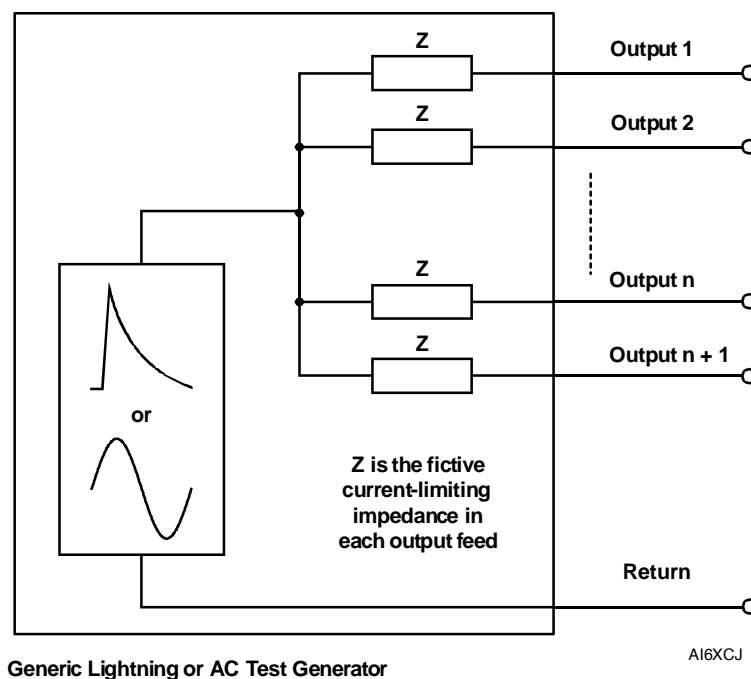 Z
Output 1
Z
Output 2
Z
Output n
Z
Output n + 1
or
Z is the fictive
current-limiting
impedance in
each output feed
Return
AI6XCJ
Generic Lightning or AC Test Generator